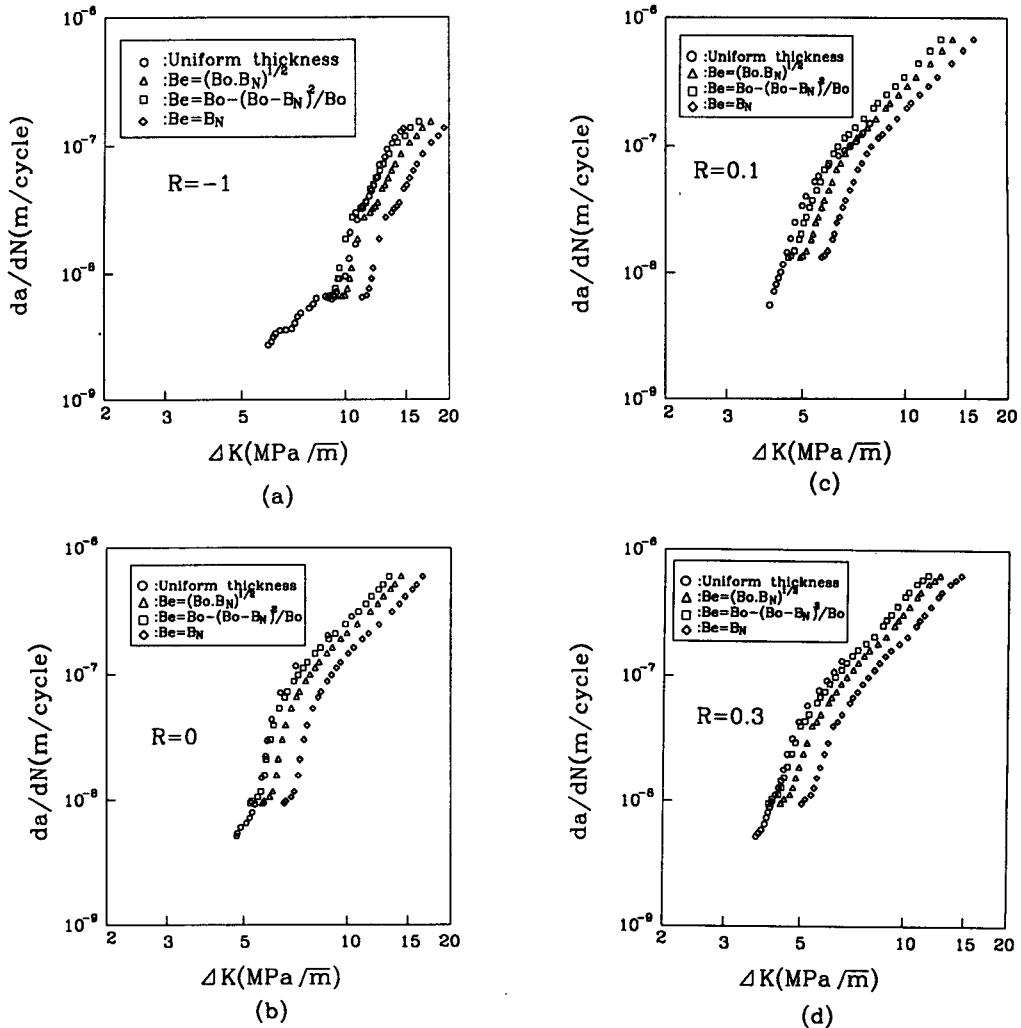 10⁻⁶
○ :Uniform thickness
△ :Be=(Bo.B_N)^1/2
□ :Be=Bo-(Bo-B_N)^2/Bo
◇ :Be=B_N
10⁻⁷
R=-1
da/dN(m/cycle)
10⁻⁸
10⁻⁹
2 3 5 10 15 20
⊿K(MPa/m̅)
(a)
10⁻⁶
○ :Uniform thickness
△ :Be=(Bo.B_N)^1/2
□ :Be=Bo-(Bo-B_N)^2/Bo
◇ :Be=B_N
10⁻⁷
R=0.1
da/dN(m/cycle)
10⁻⁸
10⁻⁹
2 3 5 10 15 20
⊿K(MPa/m̅)
(c)
10⁻⁶
○ :Uniform thickness
△ :Be=(Bo.B_N)^1/2
□ :Be=Bo-(Bo-B_N)^2/Bo
◇ :Be=B_N
10⁻⁷
R=0
da/dN(m/cycle)
10⁻⁸
10⁻⁹
2 3 5 10 15 20
⊿K(MPa/m̅)
(b)
10⁻⁶
○ :Uniform thickness
△ :Be=(Bo.B_N)^1/2
□ :Be=Bo-(Bo-B_N)^2/Bo
◇ :Be=B_N
10⁻⁷
R=0.3
da/dN(m/cycle)
10⁻⁸
10⁻⁹
2 3 5 10 15 20
⊿K(MPa/m̅)
(d)